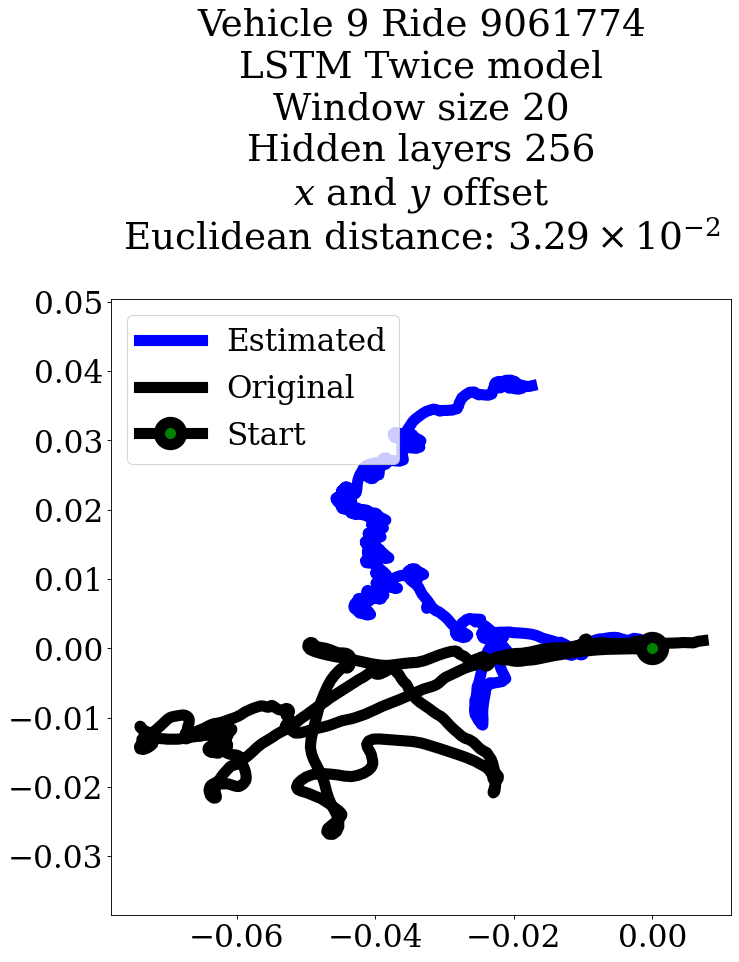 Vehicle 9 Ride 9061774
LSTM Twice model
Window size 20
Hidden layers 256
x and y offset
Euclidean distance: 3.29 × 10⁻²
Estimated
Original
Start
0.05
0.04
0.03
0.02
0.01
0.00
−0.01
−0.02
−0.03
−0.06 −0.04 −0.02 0.00